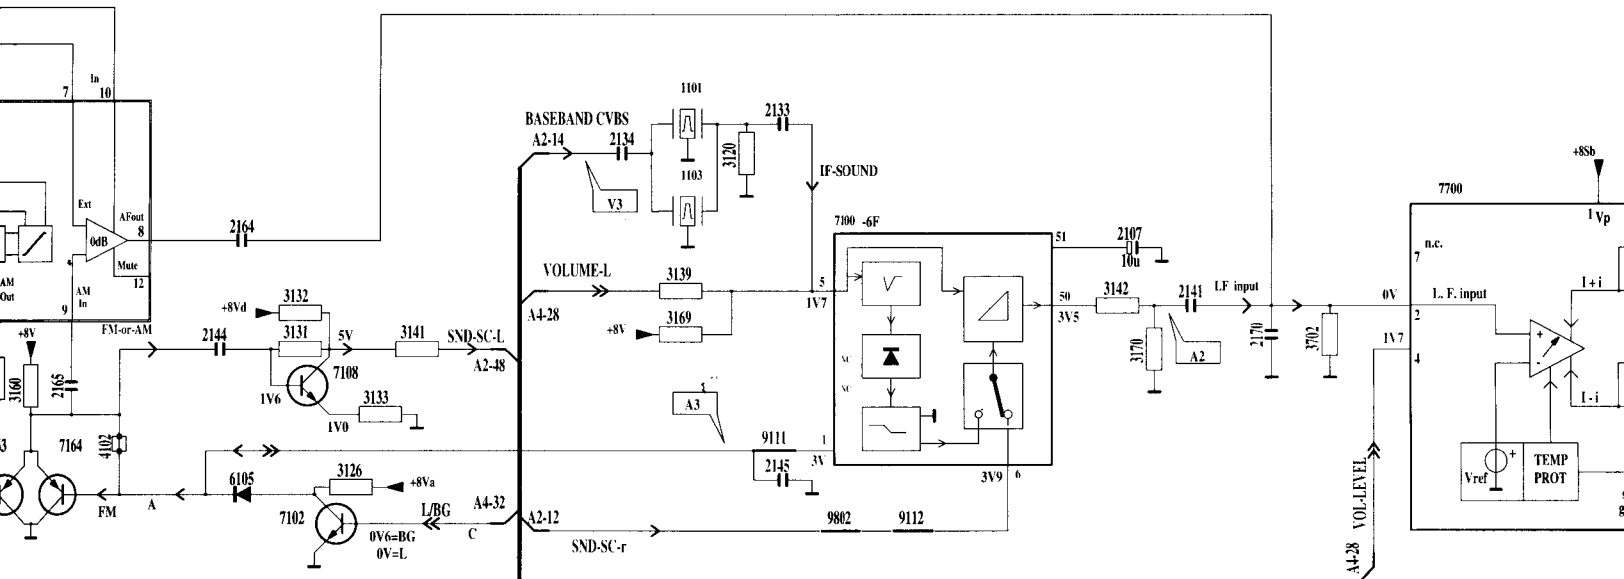 In
7
10
Ext
AFout
8
0dB
Mute
12
AM
Out
AM
In
9
FM-or-AM
+8V
3160
2165
7164
4102
FM
A
2164
+8Vd
3132
2144
3131
5V
3141
SND-SC-L
A2-48
7108
1V6
3133
1V0
6105
3126
+8Va
7102
0V6=BG
0V=L
L/BG
C
A4-32
A2-12
SND-SC-r
BASEBAND CVBS
A2-14
2134
V3
1101
1103
3120
2133
IF-SOUND
VOLUME-L
A4-28
3139
+8V
3169
A3
9111
2145
9802
9112
7100 -6F
5
1V7
1
3V
NC
NC
3V9
6
51
2107
10u
50
3V5
3142
2141
LF input
3170
A2
2170
3702
0V
1V7
VOL-LEVEL
A4-28
+8Sb
7700
1
Vp
n.c.
7
L. F. input
2
4
I+i
+
-
I-i
Vref
+
TEMP
PROT